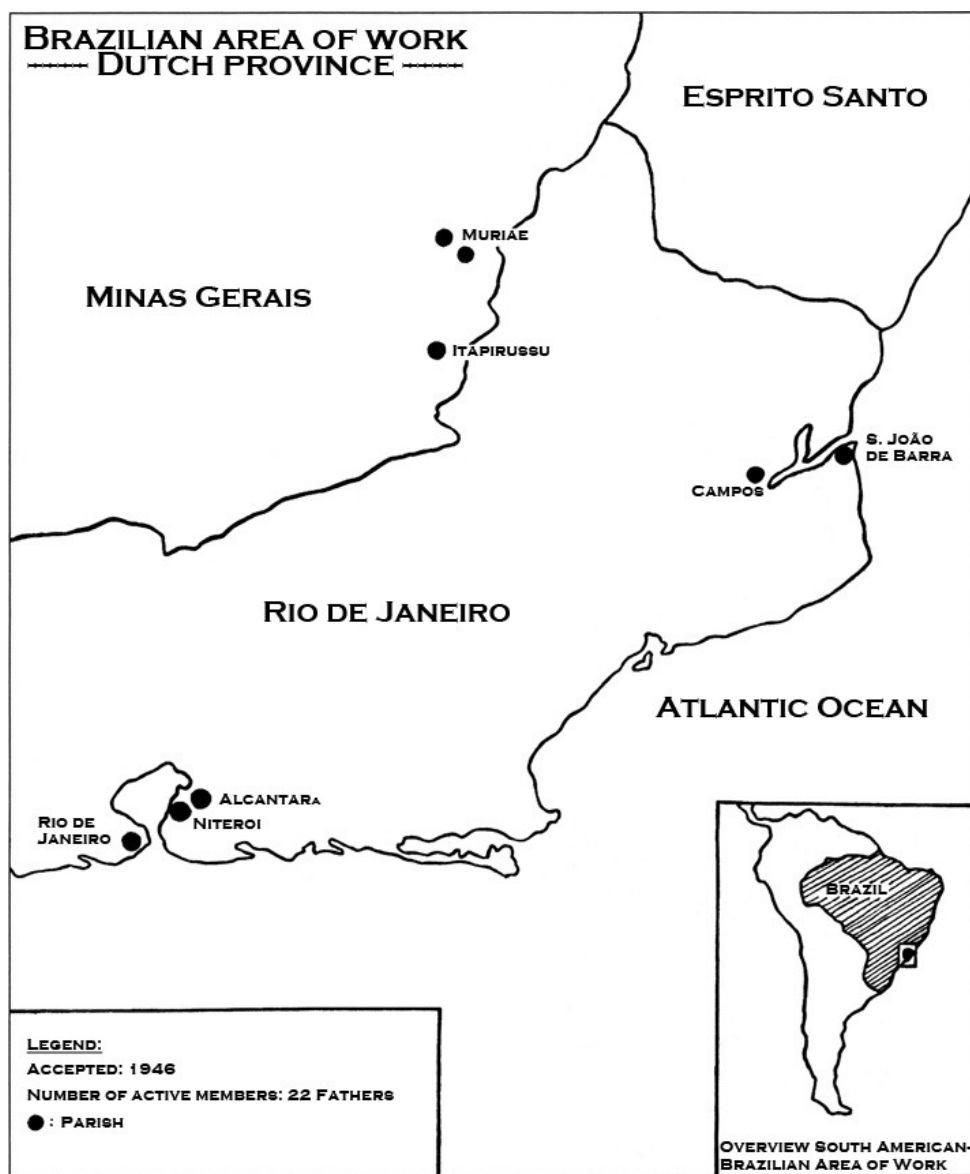 BRAZILIAN AREA OF WORK
DUTCH PROVINCE
ESPRITO SANTO
MURIAE
MINAS GERAIS
ITAPIRUSSU
S. JOÃO
DE BARRA
CAMPOS
RIO DE JANEIRO
ATLANTIC OCEAN
ALCANTARA
NITEROI
RIO DE
JANEIRO
BRAZIL
LEGEND:
ACCEPTED: 1946
NUMBER OF ACTIVE MEMBERS: 22 FATHERS
: PARISH
OVERVIEW SOUTH AMERICAN-
BRAZILIAN AREA OF WORK